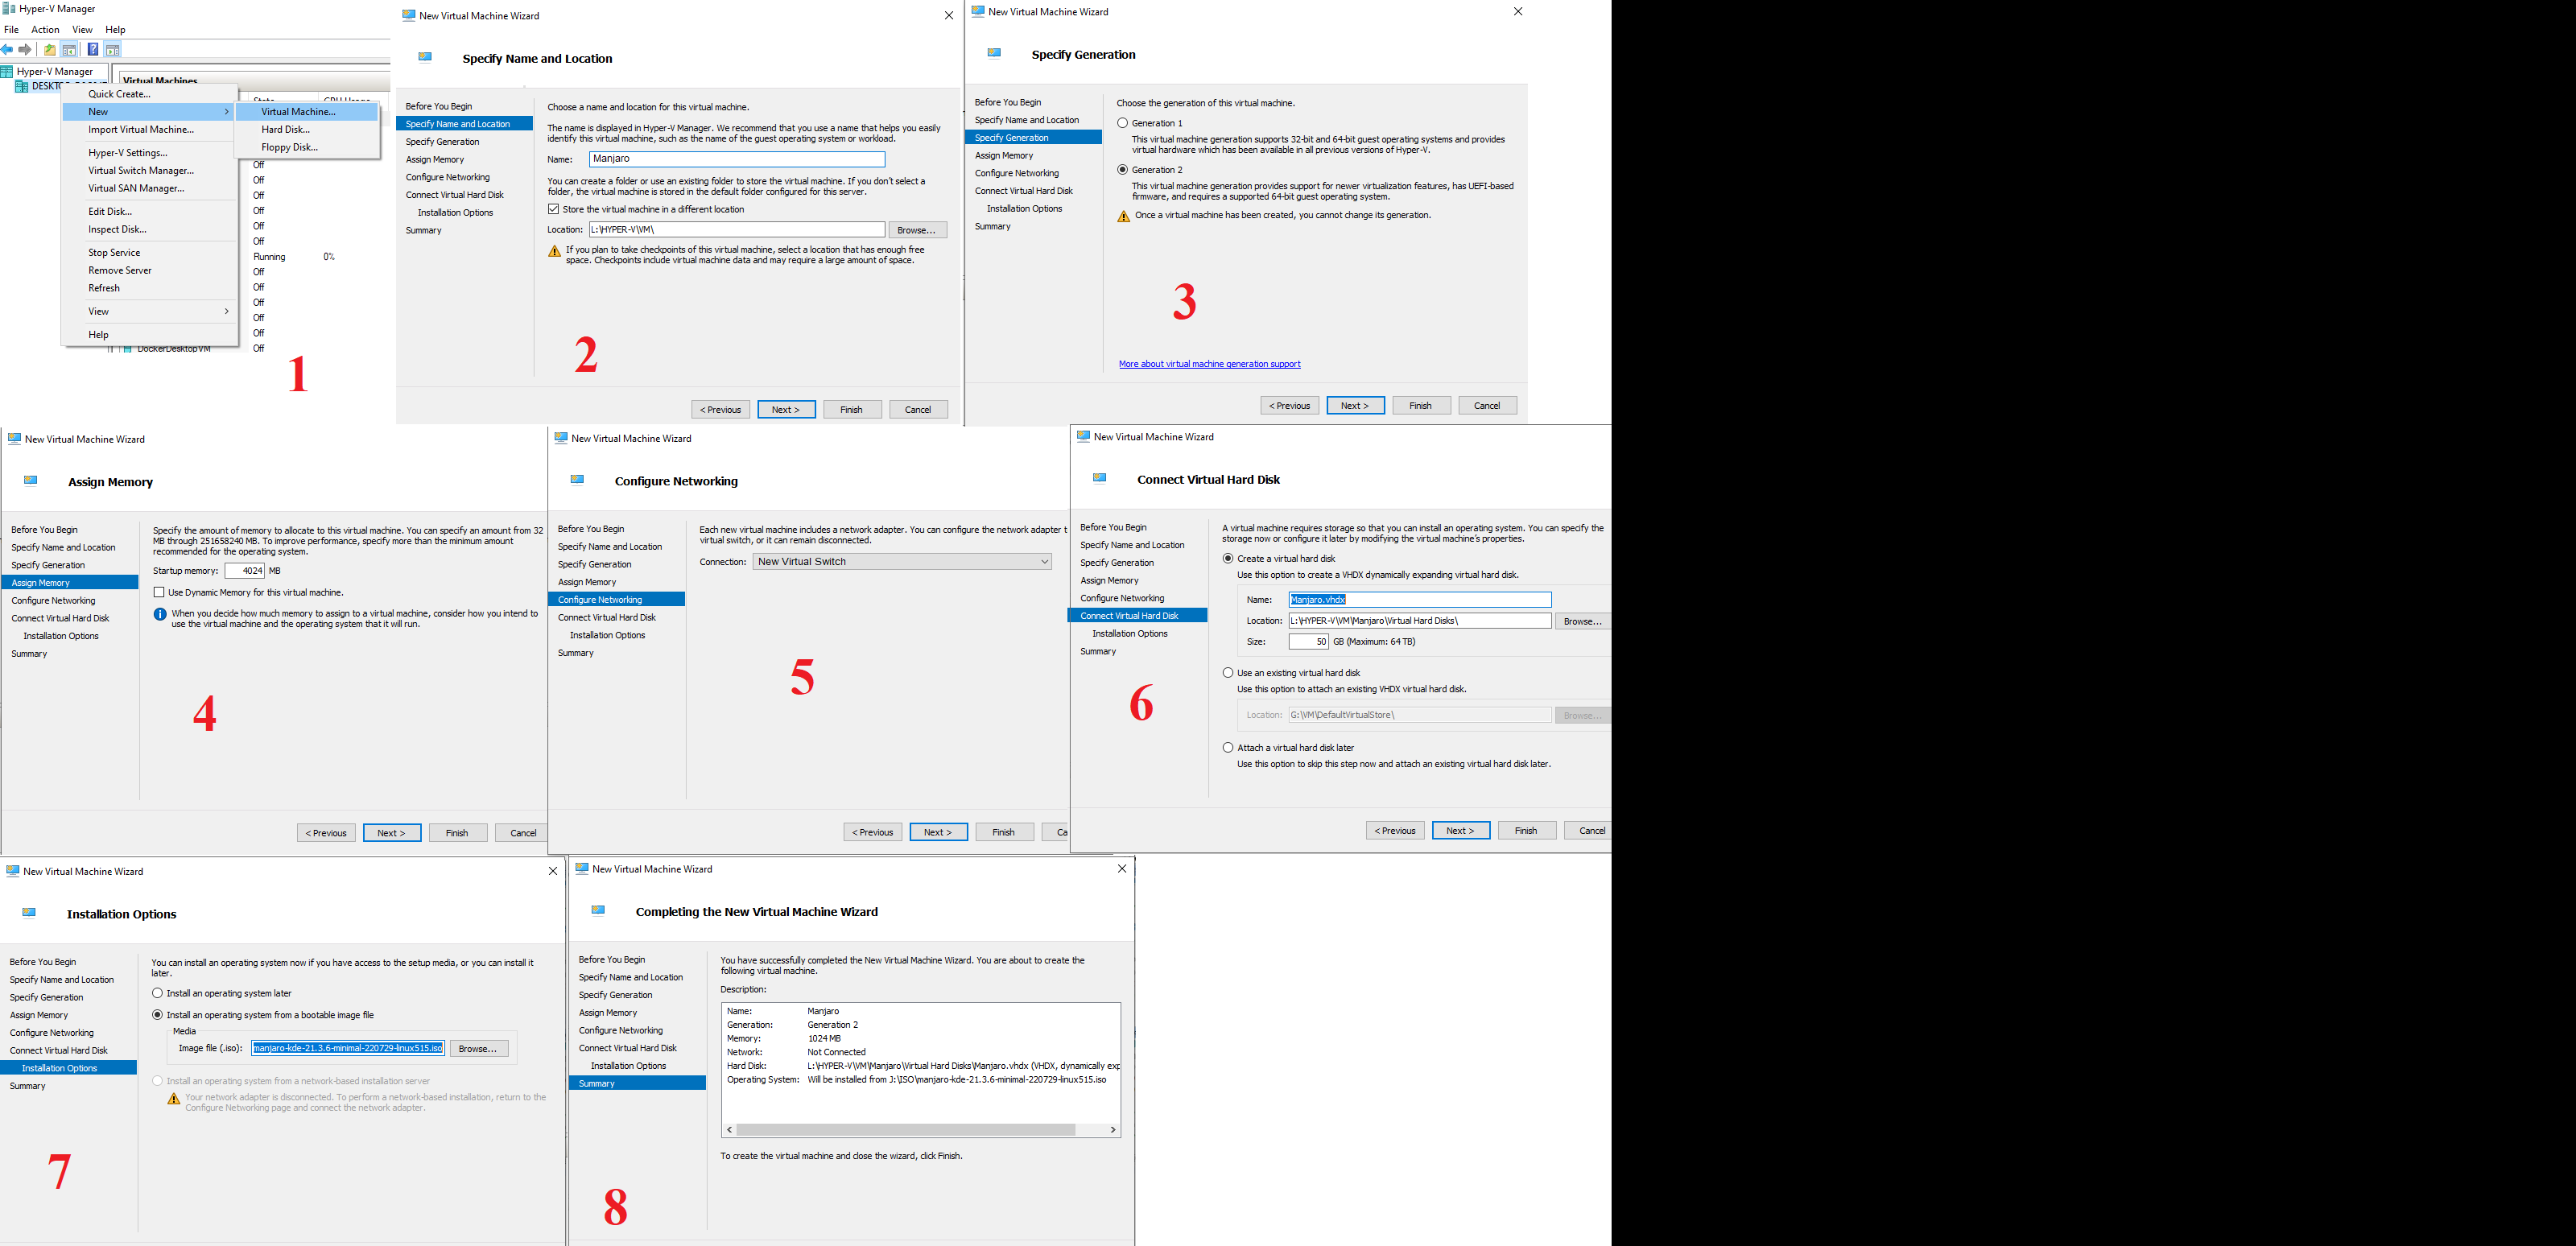 Hyper-V Manager
File Action View Help
Hyper-V Manager
Virtual Machines
Quick Create...
New
Import Virtual Machine...
Hyper-V Settings...
Virtual Switch Manager...
Virtual SAN Manager...
Edit Disk...
Inspect Disk...
Stop Service
Remove Server
Refresh
View
Help
Virtual Machine...
Hard Disk...
Floppy Disk...
Off
Off
Off
Off
Off
Off
Running 0%
Off
Off
Off
Off
Off
DockerDesktopVM Off
1
New Virtual Machine Wizard
Specify Name and Location
Before You Begin
Specify Name and Location
Specify Generation
Assign Memory
Configure Networking
Connect Virtual Hard Disk
Installation Options
Summary
Choose a name and location for this virtual machine.
The name is displayed in Hyper-V Manager. We recommend that you use a name that helps you easily
identify this virtual machine, such as the name of the guest operating system or workload.
Name: Manjaro
You can create a folder or use an existing folder to store the virtual machine. If you don't select a
folder, the virtual machine is stored in the default folder configured for this server.
Store the virtual machine in a different location
Location: L:\HYPER-V\VM\ Browse...
If you plan to take checkpoints of this virtual machine, select a location that has enough free
space. Checkpoints include virtual machine data and may require a large amount of space.
2
< Previous Next > Finish Cancel
New Virtual Machine Wizard
Specify Generation
Before You Begin
Specify Name and Location
Specify Generation
Assign Memory
Configure Networking
Connect Virtual Hard Disk
Installation Options
Summary
Choose the generation of this virtual machine.
Generation 1
This virtual machine generation supports 32-bit and 64-bit guest operating systems and provides
virtual hardware which has been available in all previous versions of Hyper-V.
Generation 2
This virtual machine generation provides support for newer virtualization features, has UEFI-based
firmware, and requires a supported 64-bit guest operating system.
Once a virtual machine has been created, you cannot change its generation.
3
More about virtual machine generation support
< Previous Next > Finish Cancel
New Virtual Machine Wizard
Assign Memory
Before You Begin
Specify Name and Location
Specify Generation
Assign Memory
Configure Networking
Connect Virtual Hard Disk
Installation Options
Summary
Specify the amount of memory to allocate to this virtual machine. You can specify an amount from 32
MB through 251658240 MB. To improve performance, specify more than the minimum amount
recommended for the operating system.
Startup memory: 4024 MB
Use Dynamic Memory for this virtual machine.
When you decide how much memory to assign to a virtual machine, consider how you intend to
use the virtual machine and the operating system that it will run.
4
< Previous Next > Finish Cancel
New Virtual Machine Wizard
Configure Networking
Before You Begin
Specify Name and Location
Specify Generation
Assign Memory
Configure Networking
Connect Virtual Hard Disk
Installation Options
Summary
Each new virtual machine includes a network adapter. You can configure the network adapter t
virtual switch, or it can remain disconnected.
Connection: New Virtual Switch
5
< Previous Next > Finish Ca
New Virtual Machine Wizard
Connect Virtual Hard Disk
Before You Begin
Specify Name and Location
Specify Generation
Assign Memory
Configure Networking
Connect Virtual Hard Disk
Installation Options
Summary
A virtual machine requires storage so that you can install an operating system. You can specify the
storage now or configure it later by modifying the virtual machine's properties.
Create a virtual hard disk
Use this option to create a VHDX dynamically expanding virtual hard disk.
Name: Manjaro.vhdx
Location: L:\HYPER-V\VM\Manjaro\Virtual Hard Disks\ Browse...
Size: 50 GB (Maximum: 64 TB)
Use an existing virtual hard disk
Use this option to attach an existing VHDX virtual hard disk.
Location: G:\VM\DefaultVirtualStore\ Browse...
Attach a virtual hard disk later
Use this option to skip this step now and attach an existing virtual hard disk later.
6
< Previous Next > Finish Cancel
New Virtual Machine Wizard
Installation Options
Before You Begin
Specify Name and Location
Specify Generation
Assign Memory
Configure Networking
Connect Virtual Hard Disk
Installation Options
Summary
You can install an operating system now if you have access to the setup media, or you can install it
later.
Install an operating system later
Install an operating system from a bootable image file
Media
Image file (.iso): manjaro-kde-21.3.6-minimal-220729-linux515.iso Browse...
Install an operating system from a network-based installation server
Your network adapter is disconnected. To perform a network-based installation, return to the
Configure Networking page and connect the network adapter.
7
New Virtual Machine Wizard
Completing the New Virtual Machine Wizard
Before You Begin
Specify Name and Location
Specify Generation
Assign Memory
Configure Networking
Connect Virtual Hard Disk
Installation Options
Summary
You have successfully completed the New Virtual Machine Wizard. You are about to create the
following virtual machine.
Description:
Name: Manjaro
Generation: Generation 2
Memory: 1024 MB
Network: Not Connected
Hard Disk: L:\HYPER-V\VM\Manjaro\Virtual Hard Disks\Manjaro.vhdx (VHDX, dynamically exp
Operating System: Will be installed from J:\ISO\manjaro-kde-21.3.6-minimal-220729-linux515.iso
To create the virtual machine and close the wizard, click Finish.
8